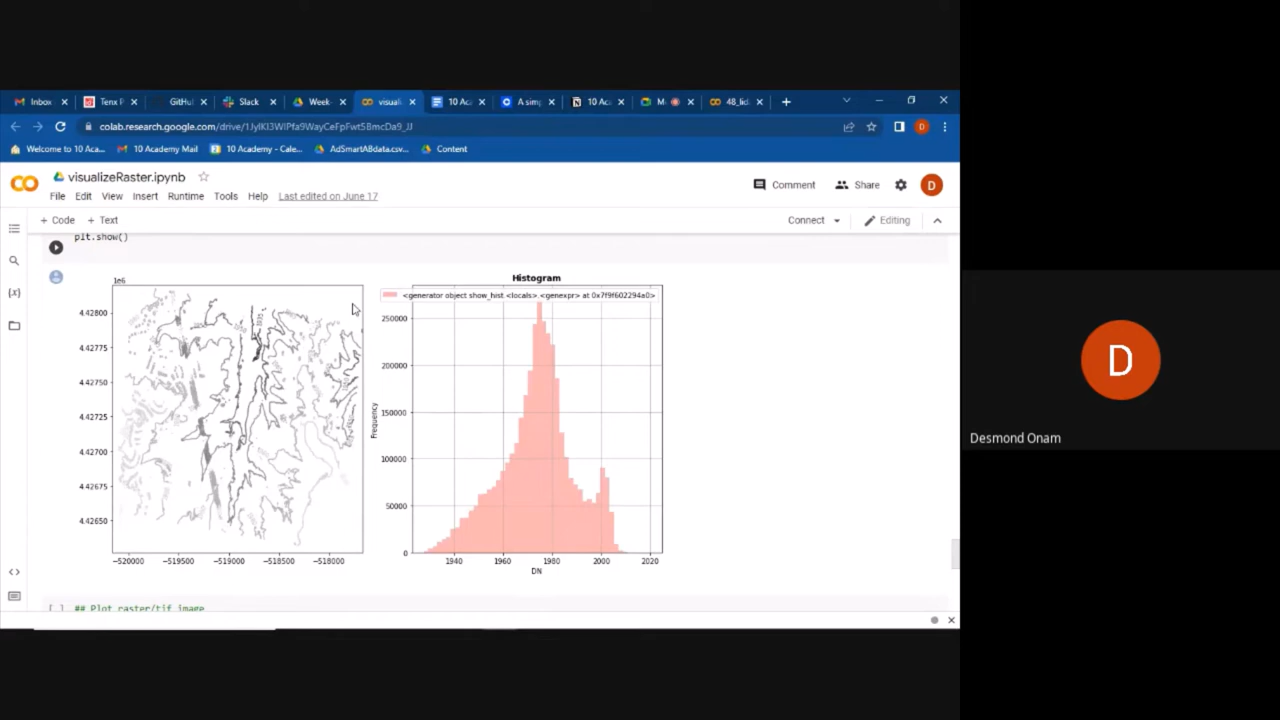 Inbox
Tenx P
GitHul
Slack
Week-
visuali
10 Aca
A simp
10 Aca
M
48_lid
colab.research.google.com/drive/
Welcome to 10 Aca...
10 Academy Mail
10 Academy - Cale...
AdSmartABdata.csv...
Content
visualizeRaster.ipynb
Comment
Share
D
File Edit View Insert Runtime Tools Help Last edited on June 17
+ Code + Text
Connect
Editing
plt.show()
1e6
Histogram
<generator object show_hist.<locals>.<genexpr> at 0x7f9f602294a0>
4.42800
4.42775
4.42750
4.42725
4.42700
4.42675
4.42650
−520000 −519500 −519000 −518500 −518000
Frequency
250000
200000
150000
100000
50000
0
1940 1960 1980 2000 2020
DN
[ ] ## Plot raster/tif image
D
Desmond Onam